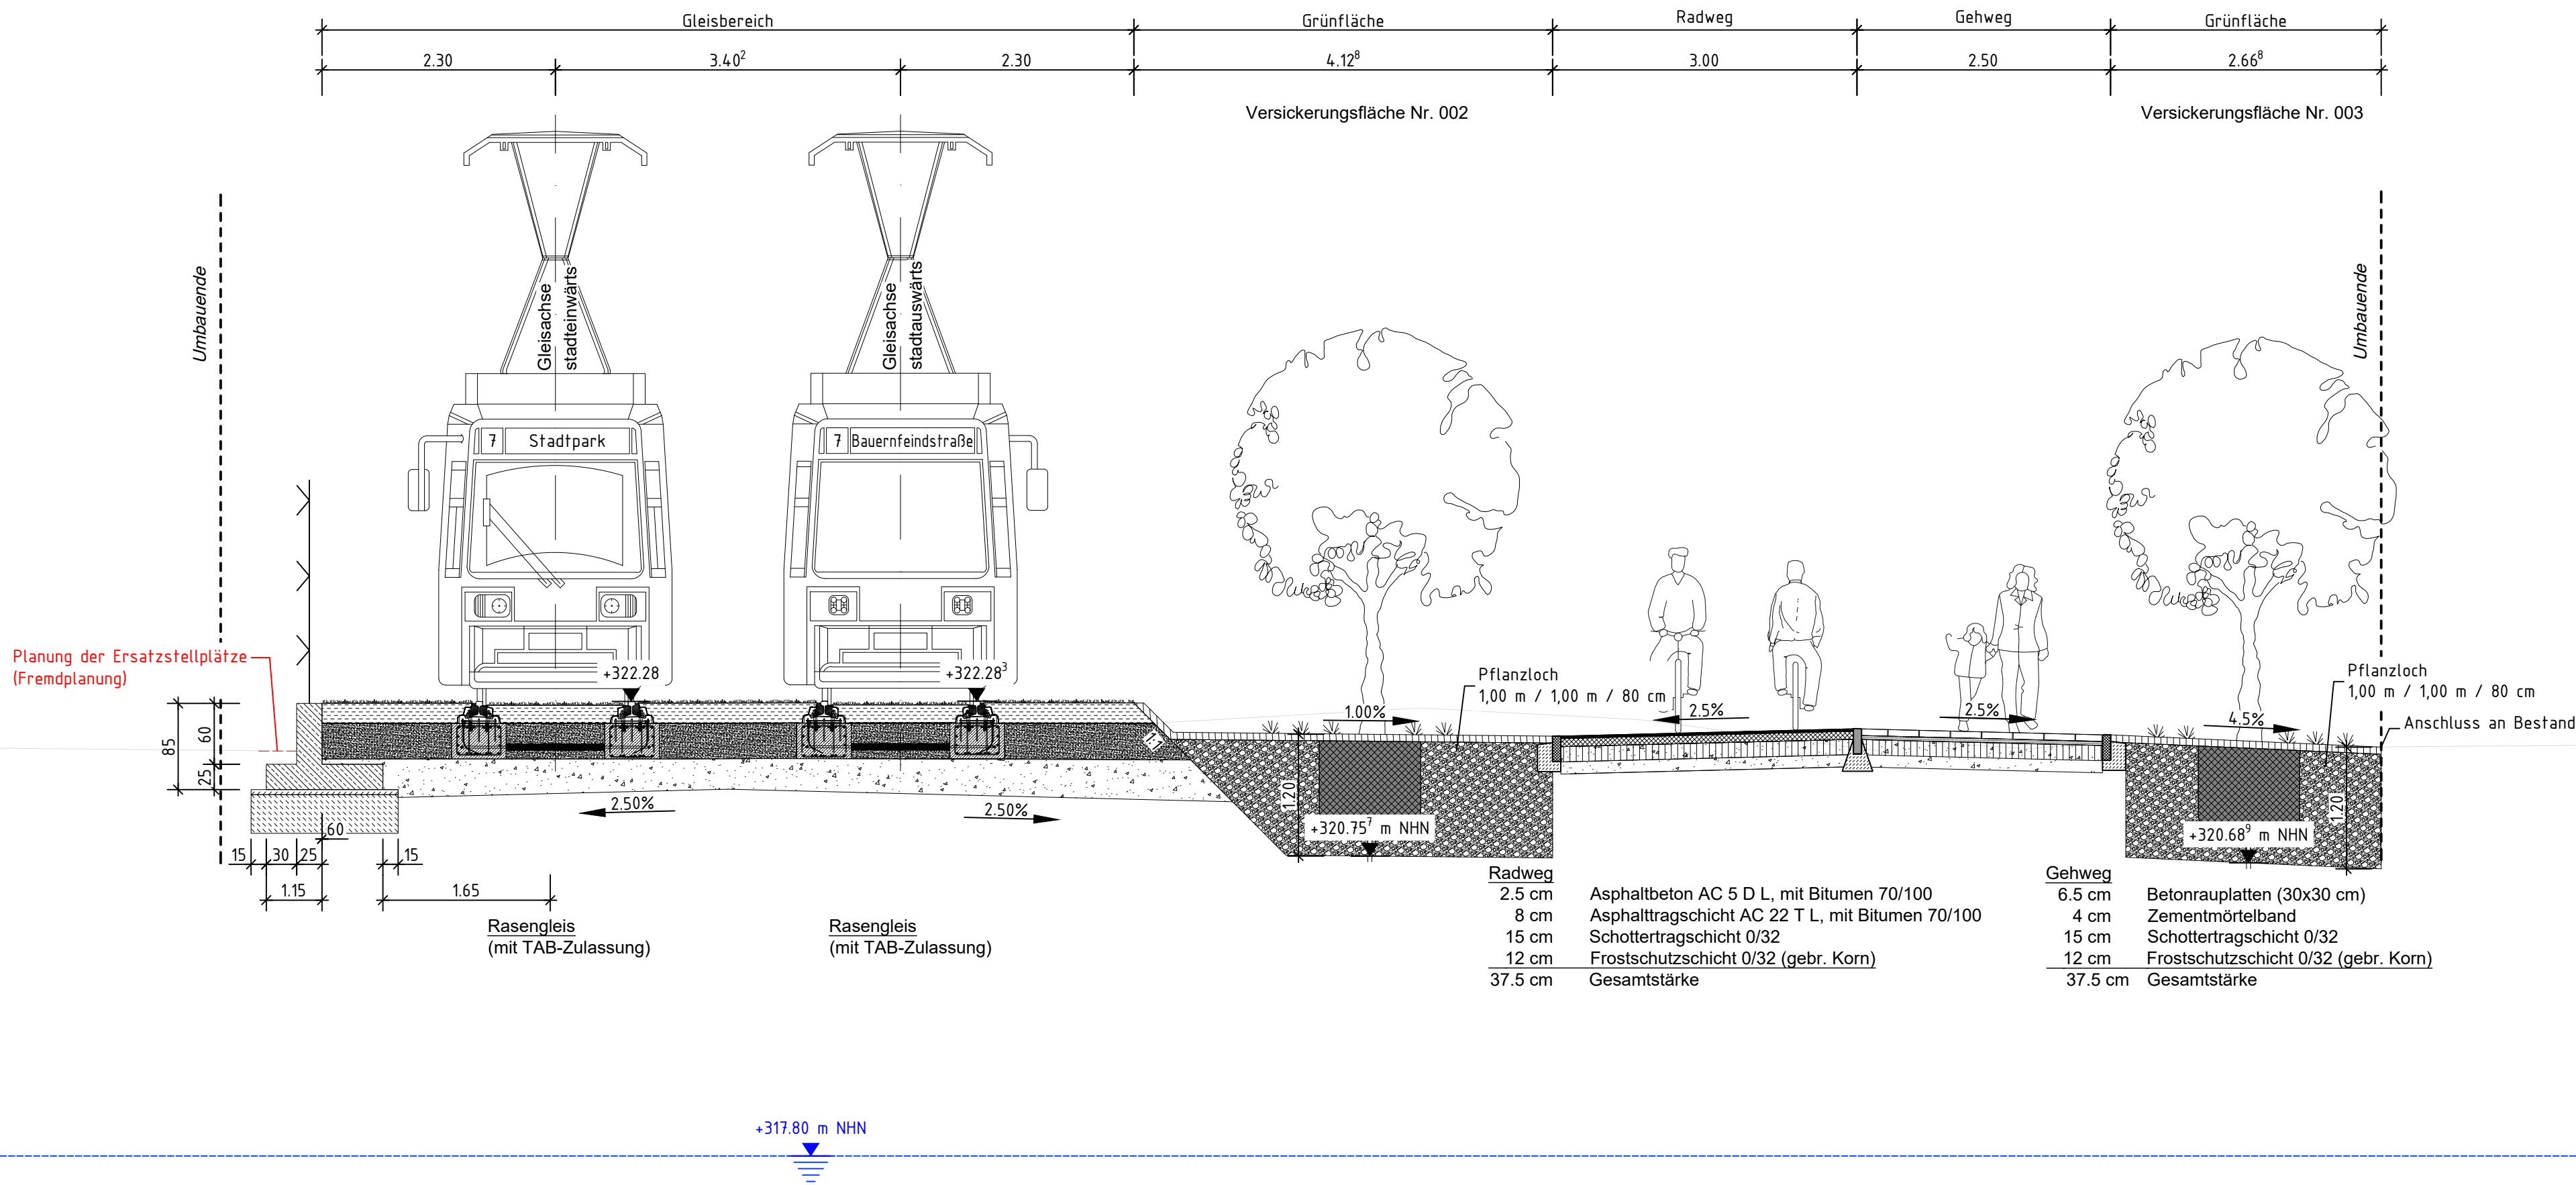 Gleisbereich
Grünfläche
Radweg
Gehweg
Grünfläche
2.30
3.40²
2.30
4.12⁸
3.00
2.50
2.66⁸
Versickerungsfläche Nr. 002
Versickerungsfläche Nr. 003
Umbauende
Gleisachse
stadteinwärts
Gleisachse
stadtauswärts
Umbauende
7 Stadtpark
7 Bauernfeindstraße
Planung der Ersatzstellplätze
(Fremdplanung)
+322.28
+322.28³
Pflanzloch
1,00 m / 1,00 m / 80 cm
Pflanzloch
1,00 m / 1,00 m / 80 cm
Anschluss an Bestand
1.00%
2.5%
2.5%
4.5%
85
60
25
1:1
2.50%
2.50%
1.20
1.20
+320.75⁷ m NHN
+320.68⁹ m NHN
60
15
30
25
15
1.15
1.65
Rasengleis
(mit TAB-Zulassung)
Rasengleis
(mit TAB-Zulassung)
Radweg
2.5 cm Asphaltbeton AC 5 D L, mit Bitumen 70/100
8 cm Asphalttragschicht AC 22 T L, mit Bitumen 70/100
15 cm Schottertragschicht 0/32
12 cm Frostschutzschicht 0/32 (gebr. Korn)
37.5 cm Gesamtstärke
Gehweg
6.5 cm Betonrauplatten (30x30 cm)
4 cm Zementmörtelband
15 cm Schottertragschicht 0/32
12 cm Frostschutzschicht 0/32 (gebr. Korn)
37.5 cm Gesamtstärke
+317.80 m NHN